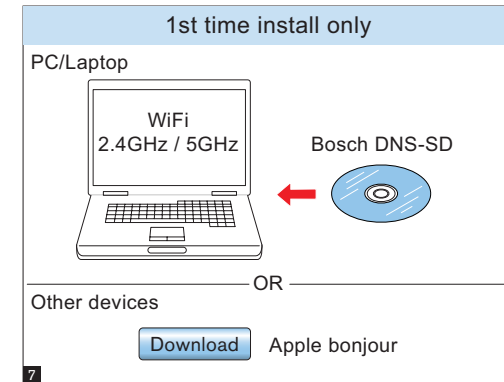 1st time install only
PC/Laptop
WiFi
2.4GHz / 5GHz
Bosch DNS-SD
OR
Other devices
Download Apple bonjour
7